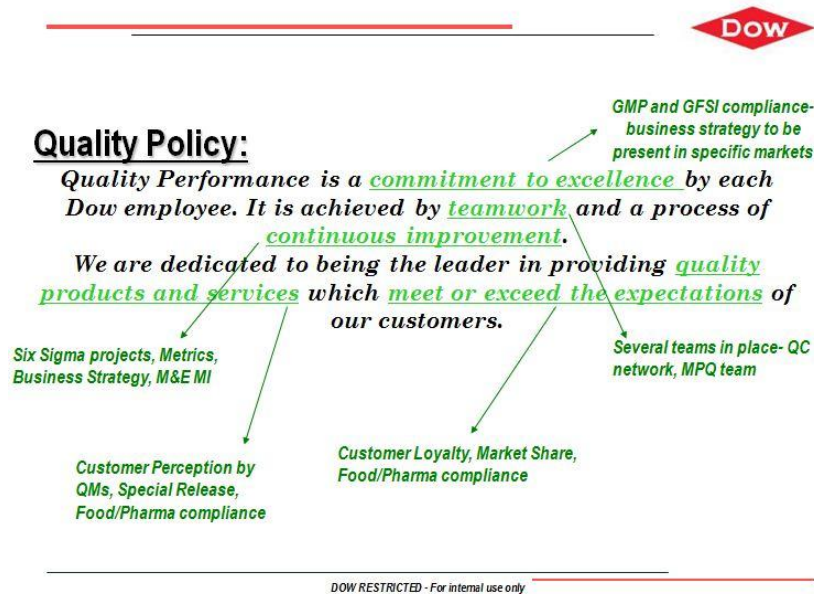 Dow
GMP and GFSI compliance-
business strategy to be
present in specific markets
Quality Policy:
Quality Performance is a commitment to excellence by each
Dow employee. It is achieved by teamwork and a process of
continuous improvement.
We are dedicated to being the leader in providing quality
products and services which meet or exceed the expectations of
our customers.
Six Sigma projects, Metrics,
Business Strategy, M&E MI
Several teams in place- QC
network, MPQ team
Customer Perception by
QMs, Special Release,
Food/Pharma compliance
Customer Loyalty, Market Share,
Food/Pharma compliance
DOW RESTRICTED - For internal use only